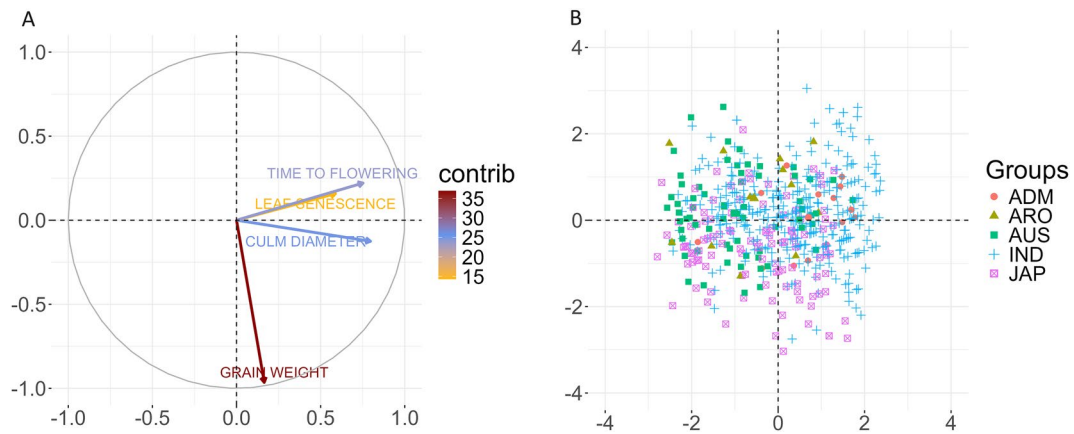 A
1.0
0.5
0.0
-0.5
-1.0
-1.0
-0.5
0.0
0.5
1.0
TIME TO FLOWERING
LEAF SENESCENCE
CULM DIAMETER
GRAIN WEIGHT
contrib
35
30
25
20
15
B
4
2
0
-2
-4
-4
-2
0
2
4
Groups
ADM
ARO
AUS
IND
JAP